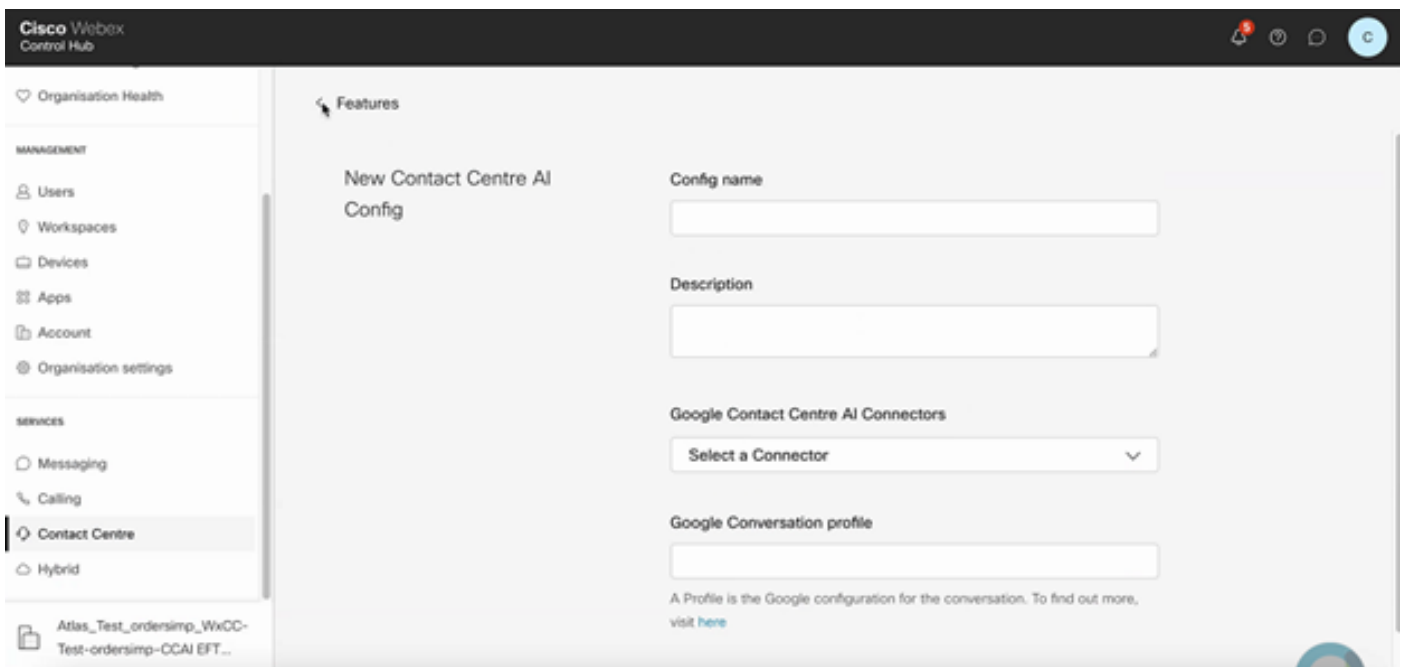 Cisco Webex
Control Hub
5
C
Organisation Health
MANAGEMENT
Users
Workspaces
Devices
Apps
Account
Organisation settings
SERVICES
Messaging
Calling
Contact Centre
Hybrid
Atlas_Test_ordersimp_WxCC-
Test-ordersimp-CCAI EFT...
Features
New Contact Centre AI
Config
Config name
Description
Google Contact Centre AI Connectors
Select a Connector
Google Conversation profile
A Profile is the Google configuration for the conversation. To find out more,
visit here